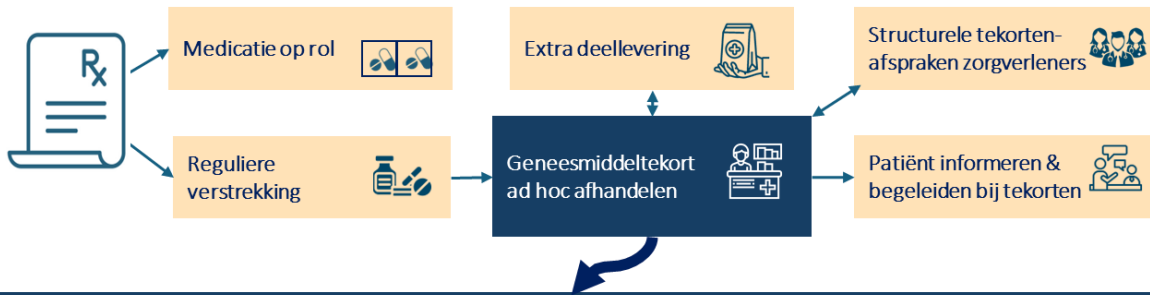 Rx
Medicatie op rol
Extra deellevering
Structurele tekorten-
afspraken zorgverleners
Reguliere
verstrekking
Geneesmiddeltekort
ad hoc afhandelen
Patiënt informeren &
begeleiden bij tekorten